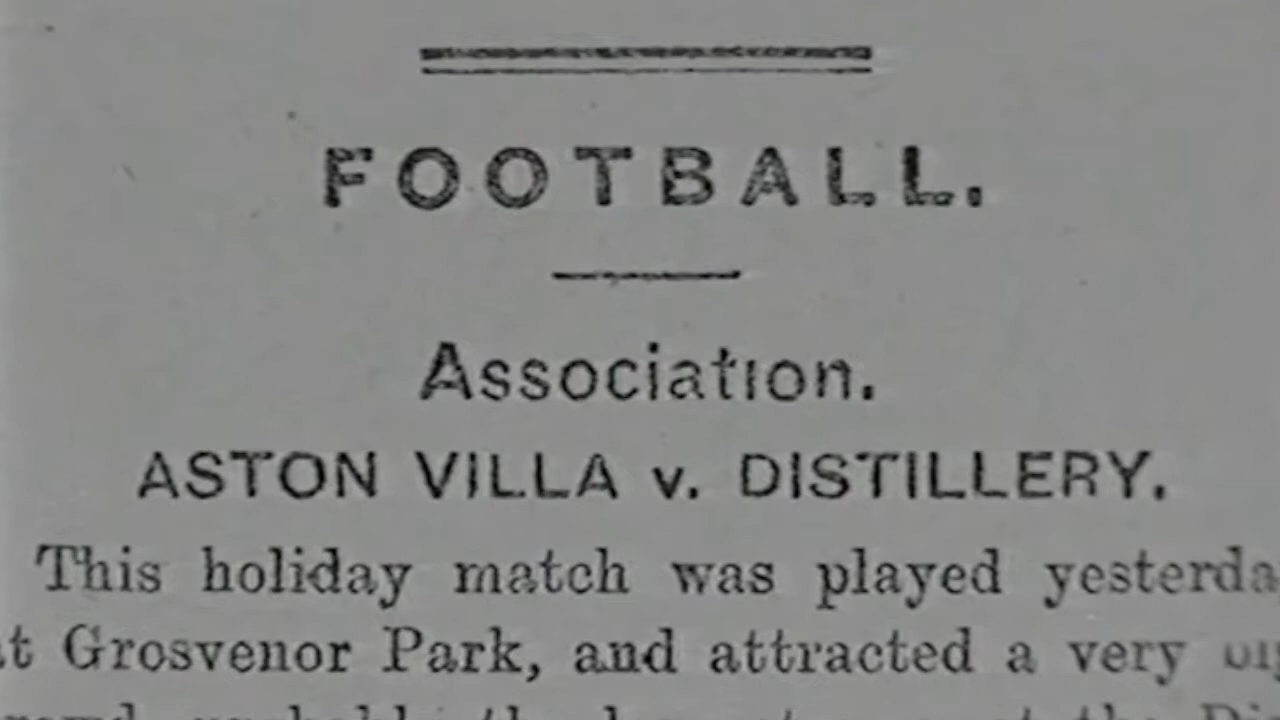 FOOTBALL.
Association.
ASTON VILLA v. DISTILLERY.
This holiday match was played yesterda
at Grosvenor Park, and attracted a very